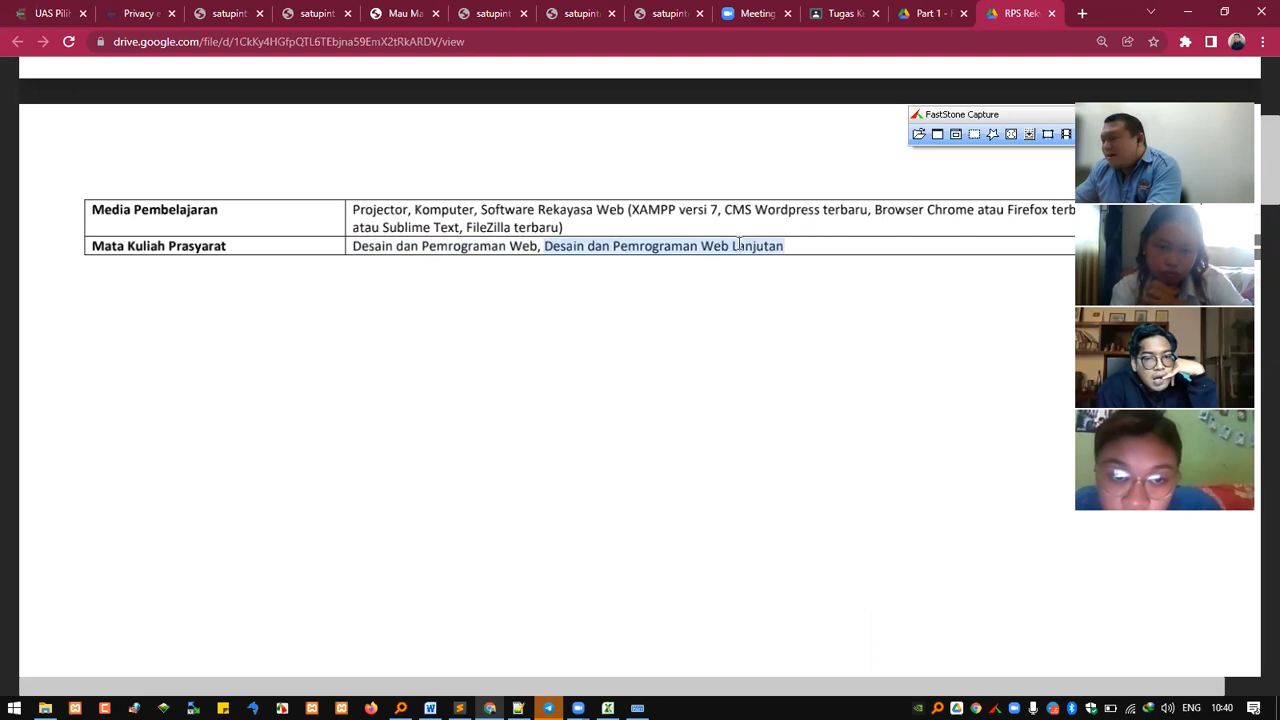 UAS Pili
Privacy e
satupint
satupint
Mau Ma
satupint
satupint
satupint
Meeting
Tugas Ke
Part 1 - F
RPS Rek
drive.google.com/file/d/1CkKy4HGfpQTL6TEbjna59EmX2tRkARDV/view
FastStone Capture
Media Pembelajaran
Projector, Komputer, Software Rekayasa Web (XAMPP versi 7, CMS Wordpress terbaru, Browser Chrome atau Firefox terb
atau Sublime Text, FileZilla terbaru)
Mata Kuliah Prasyarat
Desain dan Pemrograman Web, Desain dan Pemrograman Web Lanjutan
ENG
10:40